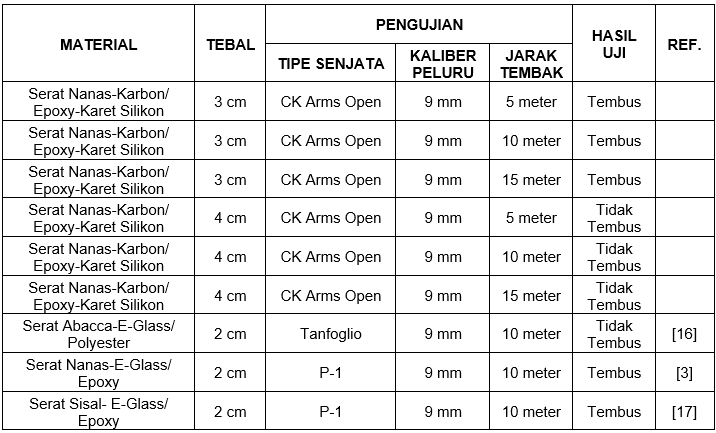 MATERIAL TEBAL PENGUJIAN HASIL UJI REF.
TIPE SENJATA KALIBER PELURU JARAK TEMBAK
Serat Nanas-Karbon/
Epoxy-Karet Silikon 3 cm CK Arms Open 9 mm 5 meter Tembus
Serat Nanas-Karbon/
Epoxy-Karet Silikon 3 cm CK Arms Open 9 mm 10 meter Tembus
Serat Nanas-Karbon/
Epoxy-Karet Silikon 3 cm CK Arms Open 9 mm 15 meter Tembus
Serat Nanas-Karbon/
Epoxy-Karet Silikon 4 cm CK Arms Open 9 mm 5 meter Tidak Tembus
Serat Nanas-Karbon/
Epoxy-Karet Silikon 4 cm CK Arms Open 9 mm 10 meter Tidak Tembus
Serat Nanas-Karbon/
Epoxy-Karet Silikon 4 cm CK Arms Open 9 mm 15 meter Tidak Tembus
Serat Abacca-E-Glass/
Polyester 2 cm Tanfoglio 9 mm 10 meter Tidak Tembus [16]
Serat Nanas-E-Glass/
Epoxy 2 cm P-1 9 mm 10 meter Tembus [3]
Serat Sisal- E-Glass/
Epoxy 2 cm P-1 9 mm 10 meter Tembus [17]